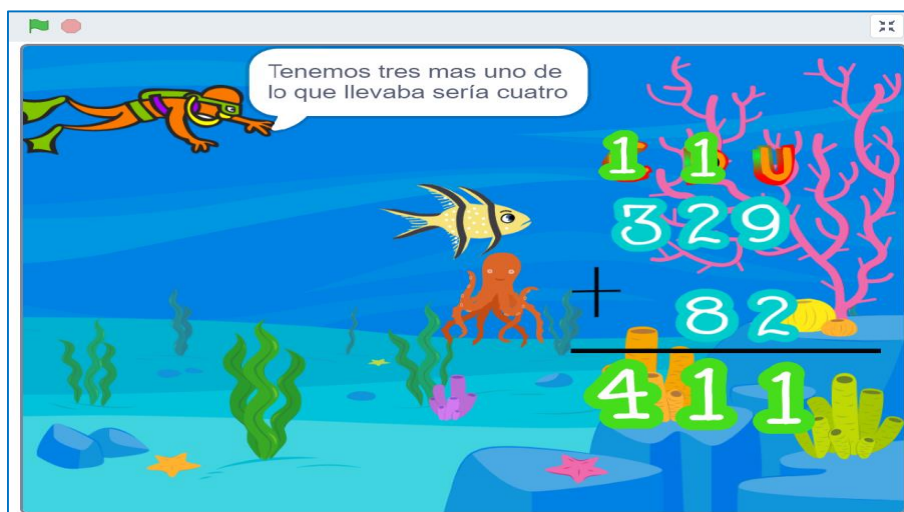 Tenemos tres mas uno de
lo que llevaba sería cuatro
1 1 U
329
+
82
411